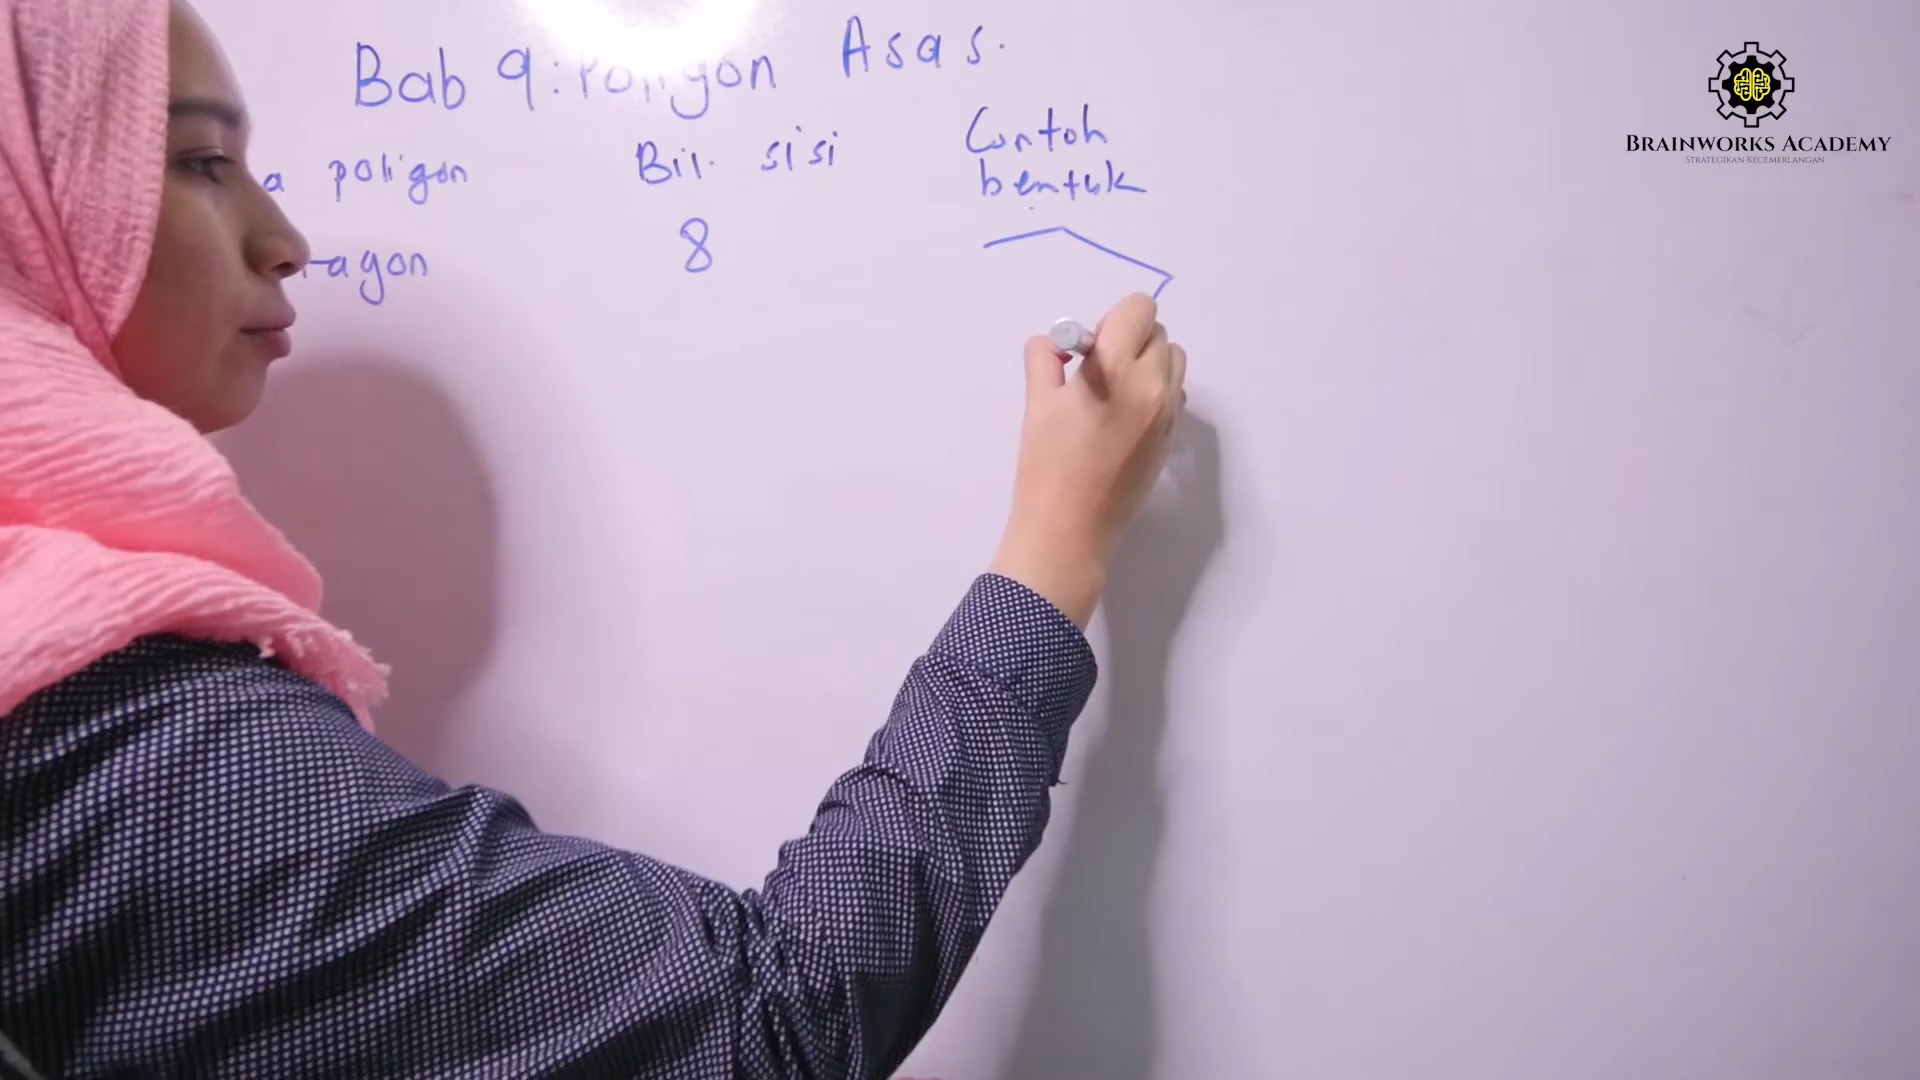 Bab 9: Poligon Asas.
a poligon Bil. sisi Contoh bentuk
agon 8
BRAINWORKS ACADEMY
STRATEGIKAN KECEMERLANGAN